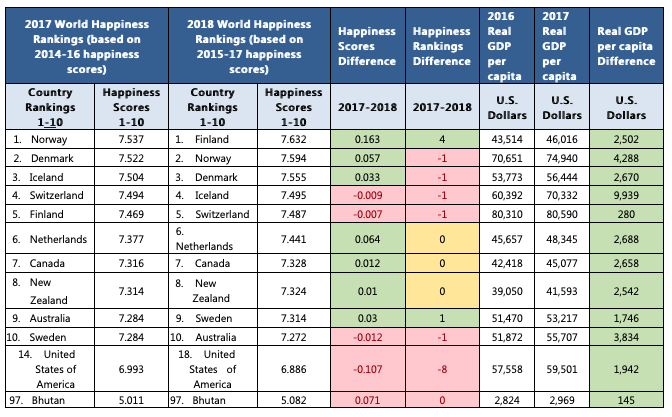 2017 World Happiness Rankings (based on 2014-16 happiness scores) 2018 World Happiness Rankings (based on 2015-17 happiness scores) Happiness Scores Difference Happiness Rankings Difference 2016 Real GDP per capita 2017 Real GDP per capita Real GDP per capita Difference
Country Rankings 1-10 Happiness Scores 1-10 Country Rankings 1-10 Happiness Scores 1-10 2017-2018 2017-2018 U.S. Dollars U.S. Dollars U.S. Dollars
1. Norway 7.537 1. Finland 7.632 0.163 4 43,514 46,016 2,502
2. Denmark 7.522 2. Norway 7.594 0.057 -1 70,651 74,940 4,288
3. Iceland 7.504 3. Denmark 7.555 0.033 -1 53,773 56,444 2,670
4. Switzerland 7.494 4. Iceland 7.495 -0.009 -1 60,392 70,332 9,939
5. Finland 7.469 5. Switzerland 7.487 -0.007 -1 80,310 80,590 280
6. Netherlands 7.377 6. Netherlands 7.441 0.064 0 45,657 48,345 2,688
7. Canada 7.316 7. Canada 7.328 0.012 0 42,418 45,077 2,658
8. New Zealand 7.314 8. New Zealand 7.324 0.01 0 39,050 41,593 2,542
9. Australia 7.284 9. Sweden 7.314 0.03 1 51,470 53,217 1,746
10. Sweden 7.284 10. Australia 7.272 -0.012 -1 51,872 55,707 3,834
14. United States of America 6.993 18. United States of America 6.886 -0.107 -8 57,558 59,501 1,942
97. Bhutan 5.011 97. Bhutan 5.082 0.071 0 2,824 2,969 145